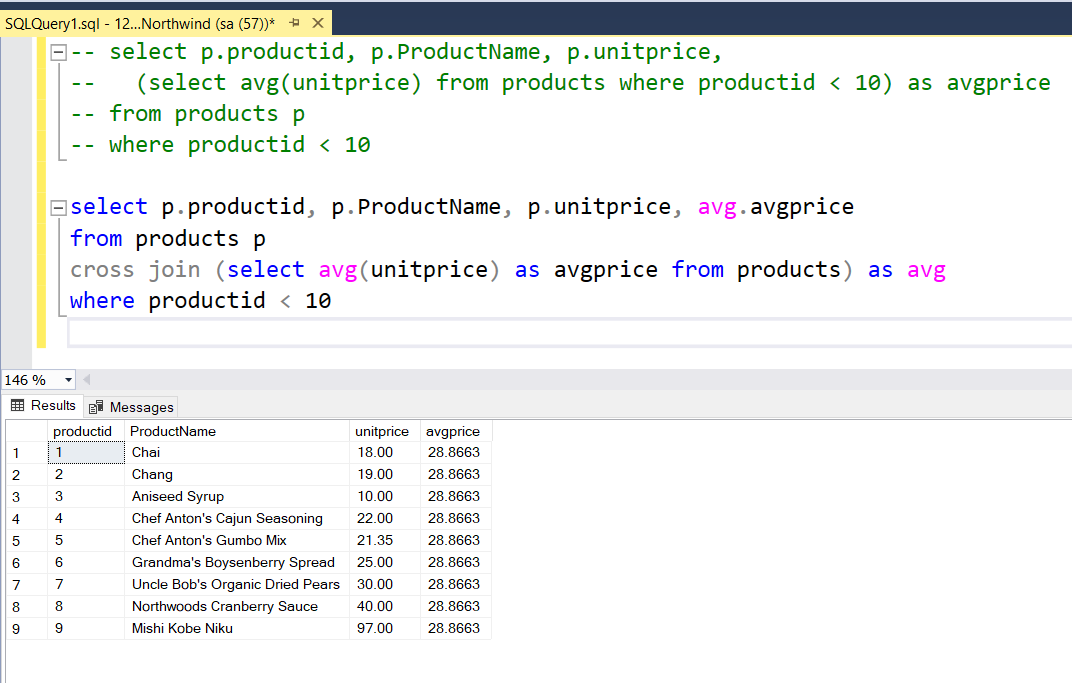 SQLQuery1.sql - 12...Northwind (sa (57))*
-- select p.productid, p.ProductName, p.unitprice,
--   (select avg(unitprice) from products where productid < 10) as avgprice
-- from products p
-- where productid < 10
select p.productid, p.ProductName, p.unitprice, avg.avgprice
from products p
cross join (select avg(unitprice) as avgprice from products) as avg
where productid < 10
146 %
Results Messages
productid ProductName unitprice avgprice
1 1 Chai 18.00 28.8663
2 2 Chang 19.00 28.8663
3 3 Aniseed Syrup 10.00 28.8663
4 4 Chef Anton's Cajun Seasoning 22.00 28.8663
5 5 Chef Anton's Gumbo Mix 21.35 28.8663
6 6 Grandma's Boysenberry Spread 25.00 28.8663
7 7 Uncle Bob's Organic Dried Pears 30.00 28.8663
8 8 Northwoods Cranberry Sauce 40.00 28.8663
9 9 Mishi Kobe Niku 97.00 28.8663